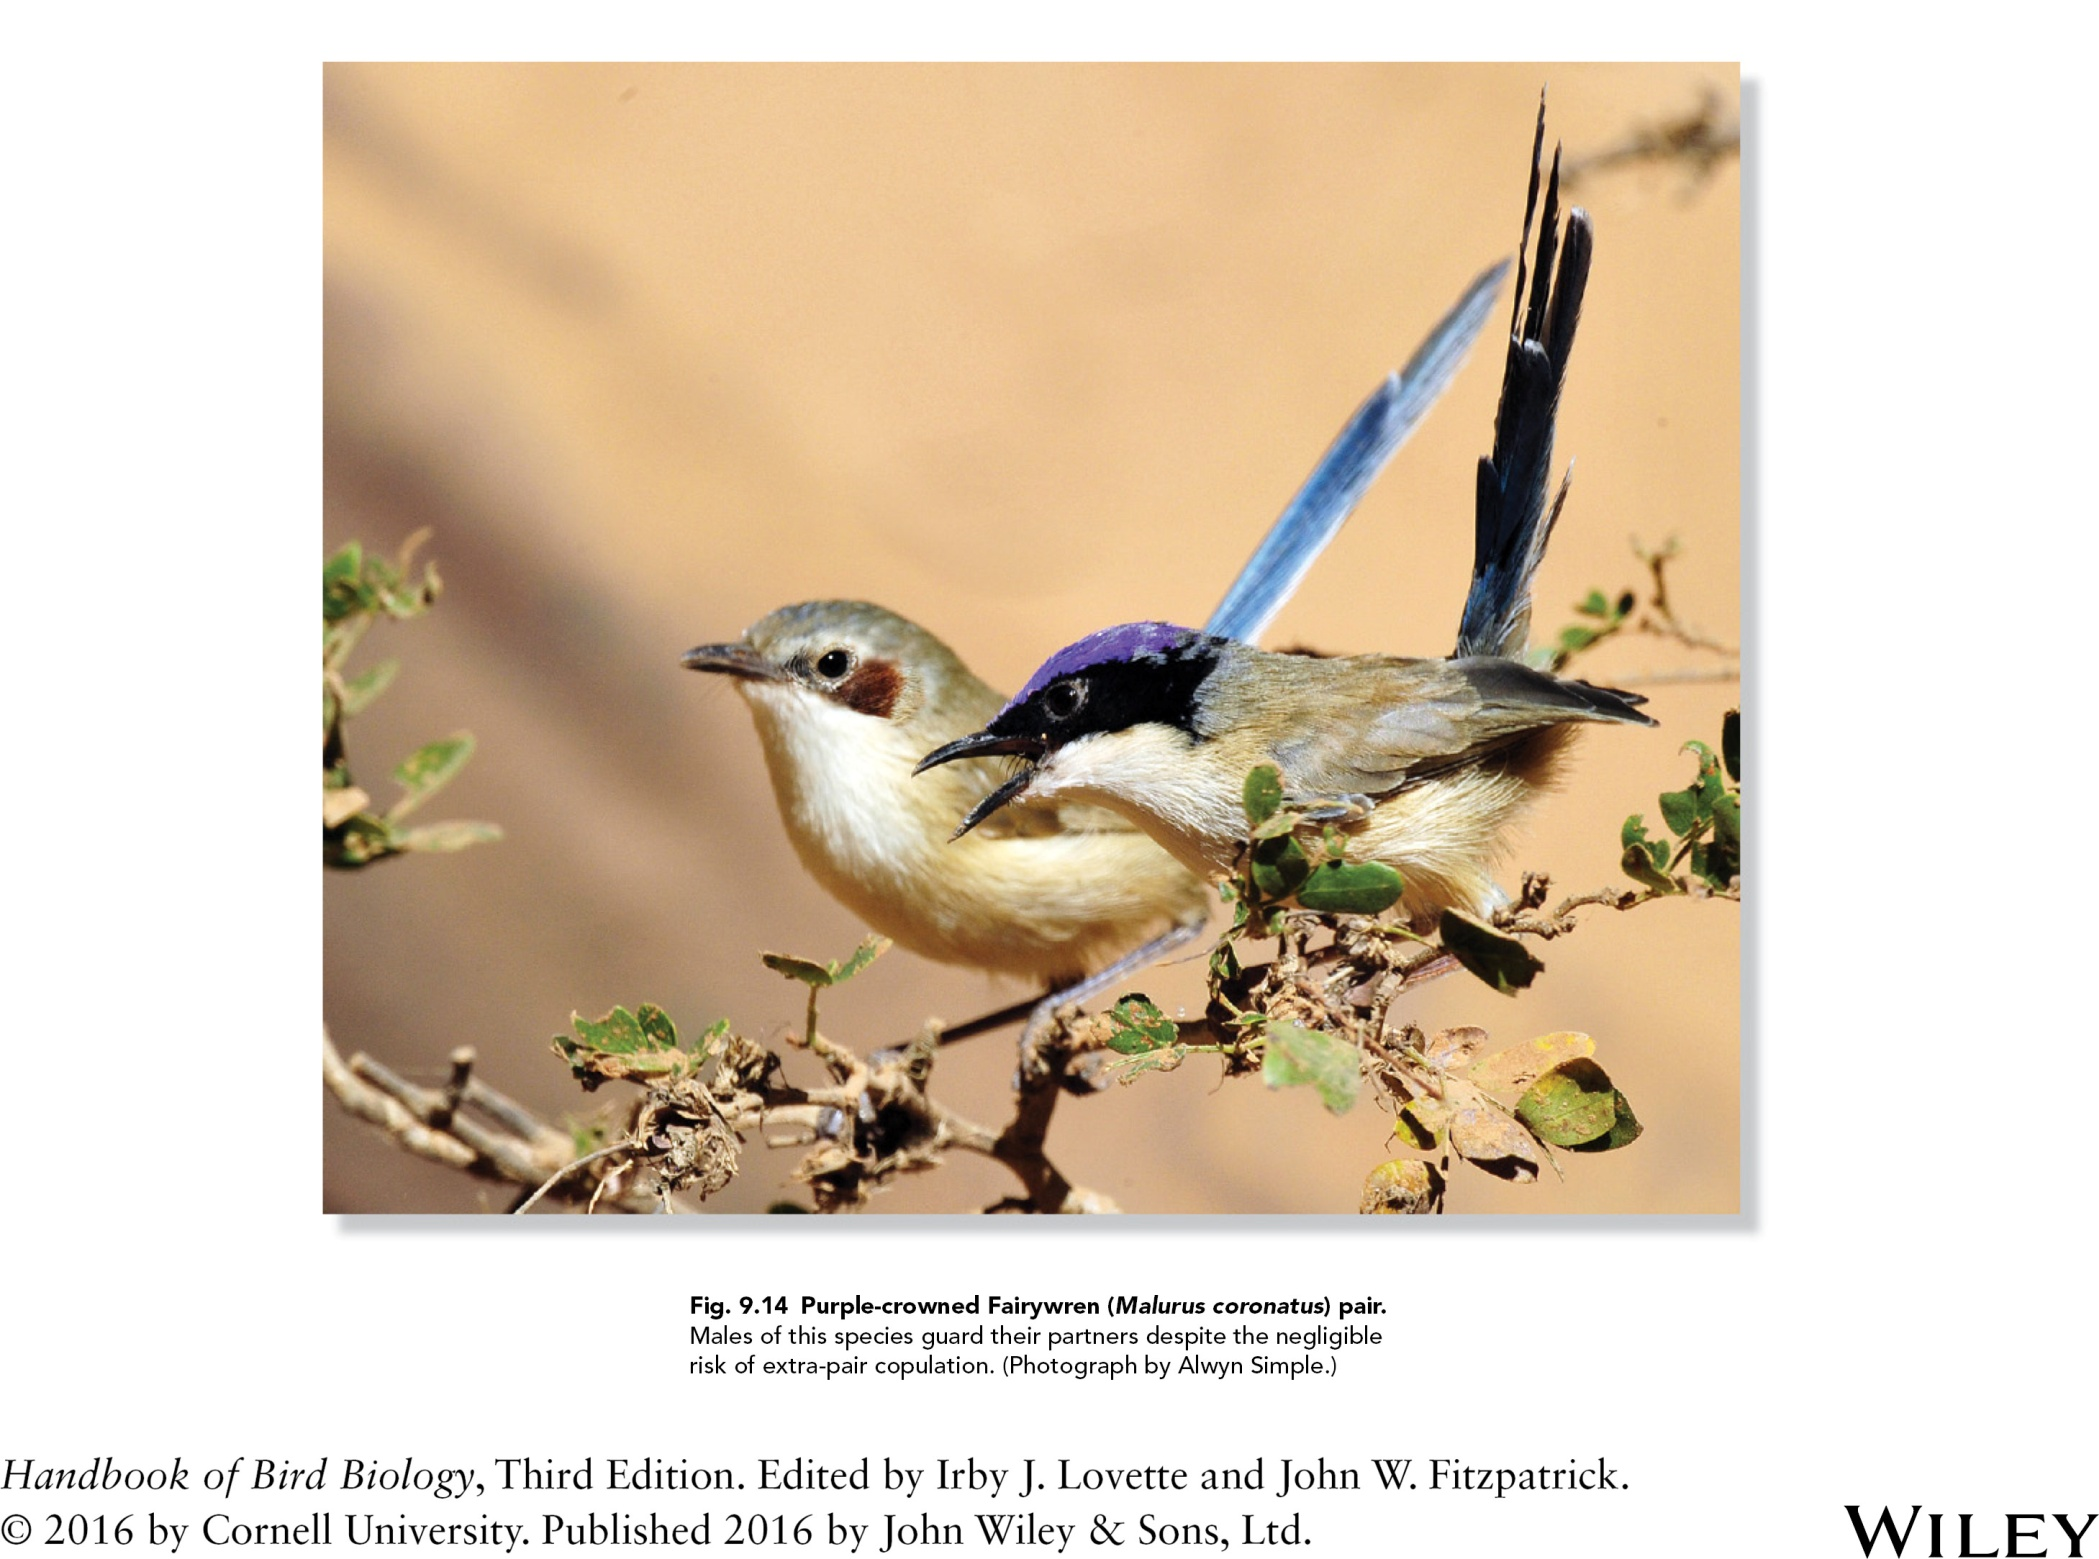 Fig. 9.14 Purple-crowned Fairywren (Malurus coronatus) pair.
Males of this species guard their partners despite the negligible
risk of extra-pair copulation. (Photograph by Alwyn Simple.)
Handbook of Bird Biology, Third Edition. Edited by Irby J. Lovette and John W. Fitzpatrick.
© 2016 by Cornell University. Published 2016 by John Wiley & Sons, Ltd.
WILEY